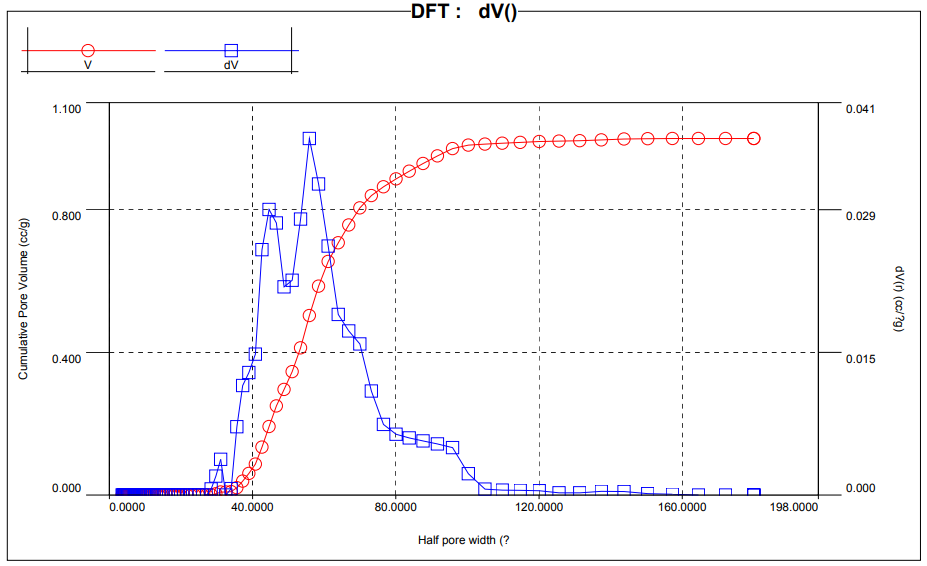 DFT : dV()
V
dV
1.100
0.041
0.800
0.029
Cumulative Pore Volume (cc/g)
dV(r) (cc/?g)
0.400
0.015
0.000
0.000
0.0000 40.0000 80.0000 120.0000 160.0000 198.0000
Half pore width (?